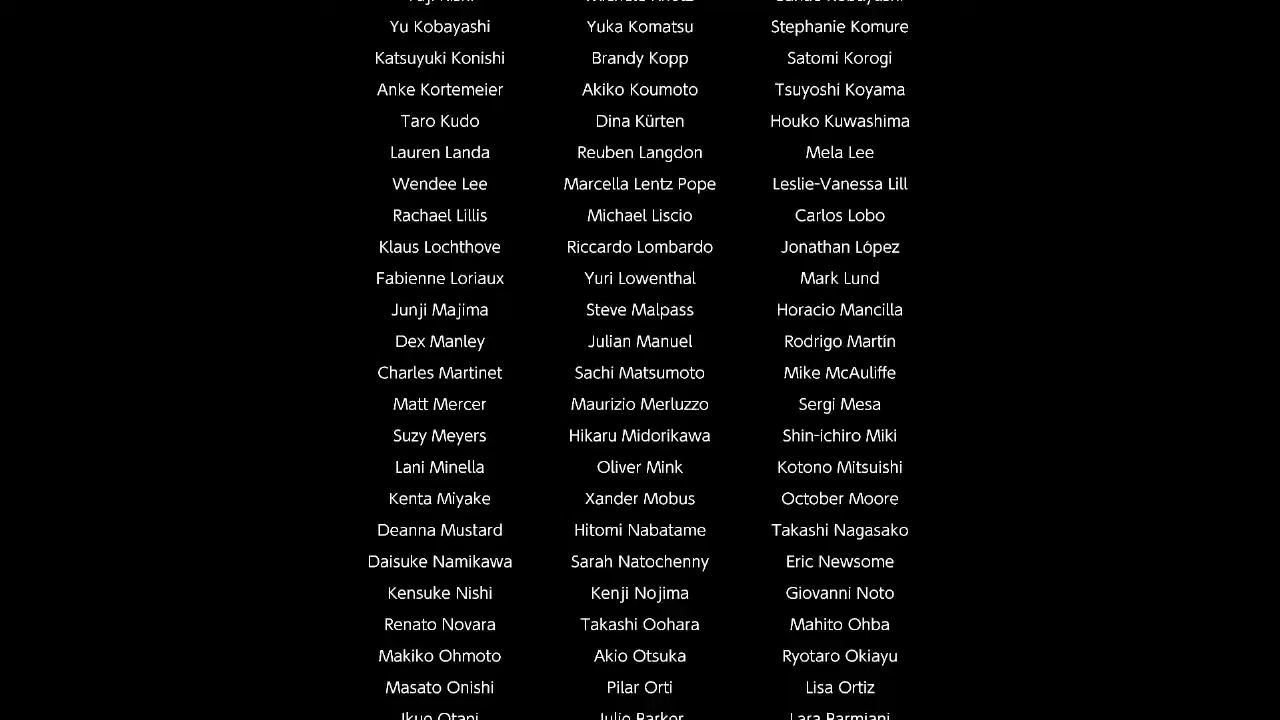 Yu Kobayashi Yuka Komatsu Stephanie Komure
Katsuyuki Konishi Brandy Kopp Satomi Korogi
Anke Kortemeier Akiko Koumoto Tsuyoshi Koyama
Taro Kudo Dina Kürten Houko Kuwashima
Lauren Landa Reuben Langdon Mela Lee
Wendee Lee Marcella Lentz Pope Leslie-Vanessa Lill
Rachael Lillis Michael Liscio Carlos Lobo
Klaus Lochthove Riccardo Lombardo Jonathan López
Fabienne Loriaux Yuri Lowenthal Mark Lund
Junji Majima Steve Malpass Horacio Mancilla
Dex Manley Julian Manuel Rodrigo Martín
Charles Martinet Sachi Matsumoto Mike McAuliffe
Matt Mercer Maurizio Merluzzo Sergi Mesa
Suzy Meyers Hikaru Midorikawa Shin-ichiro Miki
Lani Minella Oliver Mink Kotono Mitsuishi
Kenta Miyake Xander Mobus October Moore
Deanna Mustard Hitomi Nabatame Takashi Nagasako
Daisuke Namikawa Sarah Natochenny Eric Newsome
Kensuke Nishi Kenji Nojima Giovanni Noto
Renato Novara Takashi Oohara Mahito Ohba
Makiko Ohmoto Akio Otsuka Ryotaro Okiayu
Masato Onishi Pilar Orti Lisa Ortiz
Ikuo Otani Julie Parker Lara Parmiani